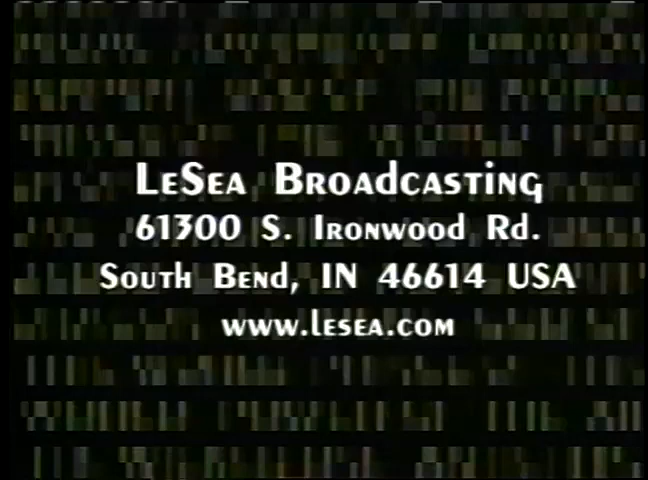 LeSea Broadcasting
61300 S. Ironwood Rd.
South Bend, IN 46614 USA
www.lesea.com